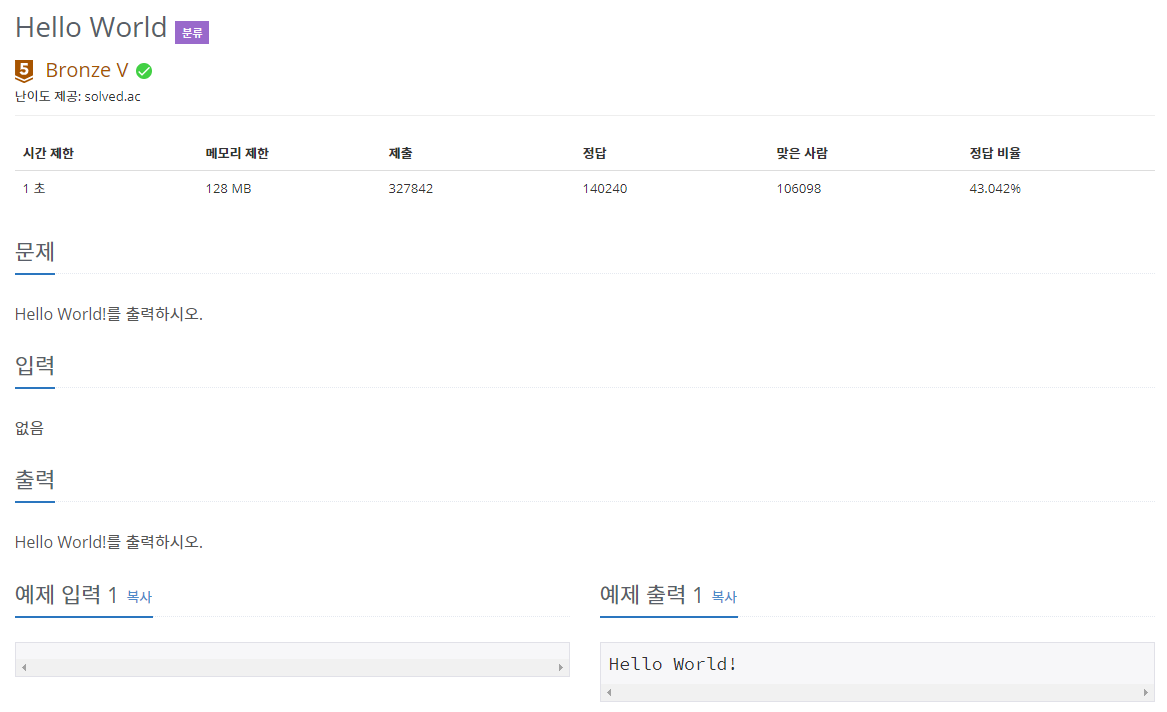 Hello World 분류
5 Bronze V
난이도 제공: solved.ac
시간 제한 메모리 제한 제출 정답 맞은 사람 정답 비율
1 초 128 MB 327842 140240 106098 43.042%
문제
Hello World!를 출력하시오.
입력
없음
출력
Hello World!를 출력하시오.
예제 입력 1 복사 예제 출력 1 복사
Hello World!